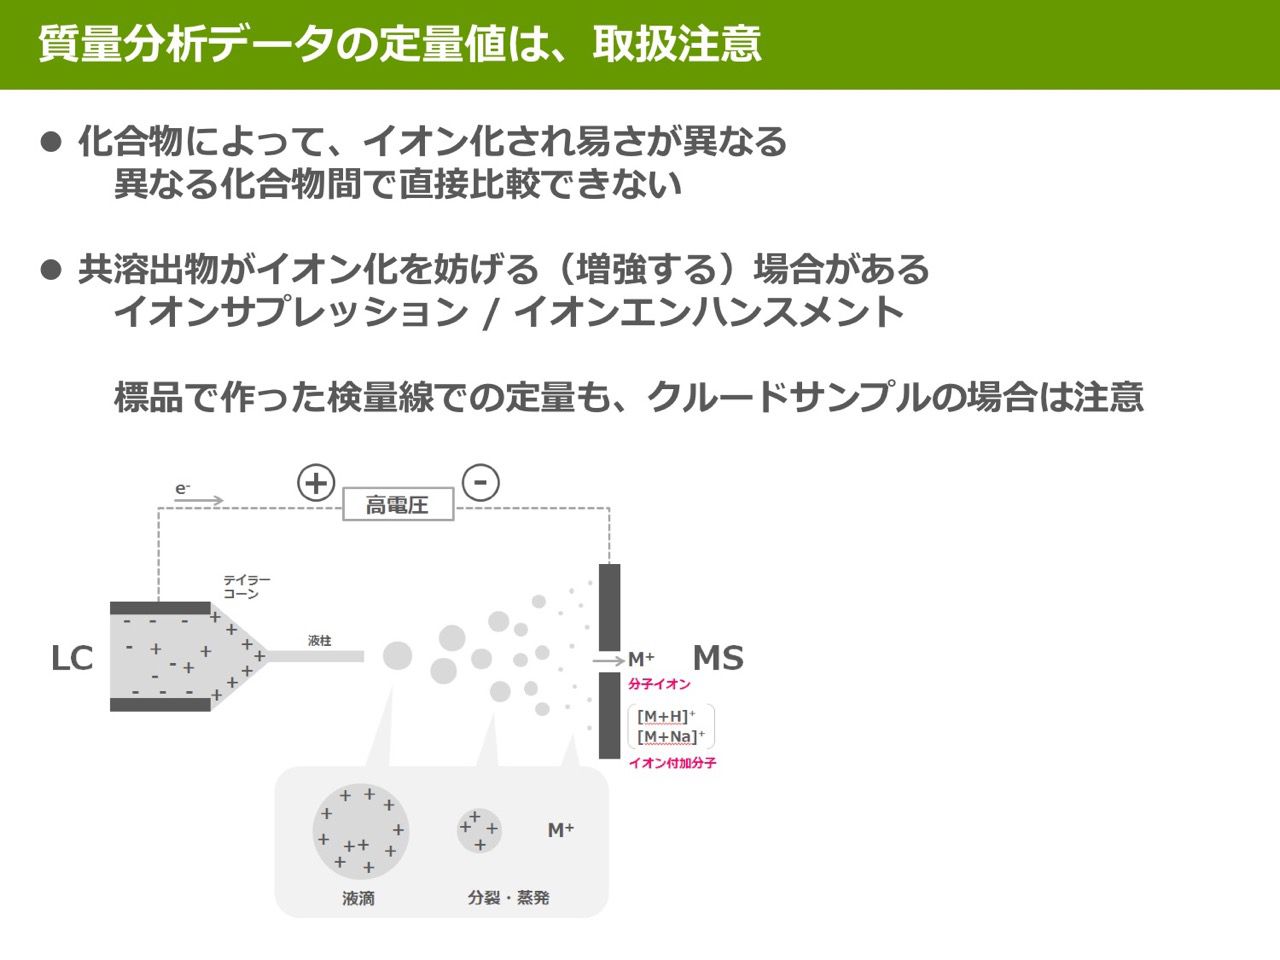 質量分析データの定量値は、取扱注意
● 化合物によって、イオン化され易さが異なる
異なる化合物間で直接比較できない
● 共溶出物がイオン化を妨げる（増強する）場合がある
イオンサプレッション / イオンエンハンスメント
標品で作った検量線での定量も、クルードサンプルの場合は注意
e-
+
-
高電圧
テイラー
コーン
液柱
LC
M+
MS
分子イオン
[M+H]+
[M+Na]+
イオン付加分子
M+
液滴
分裂・蒸発